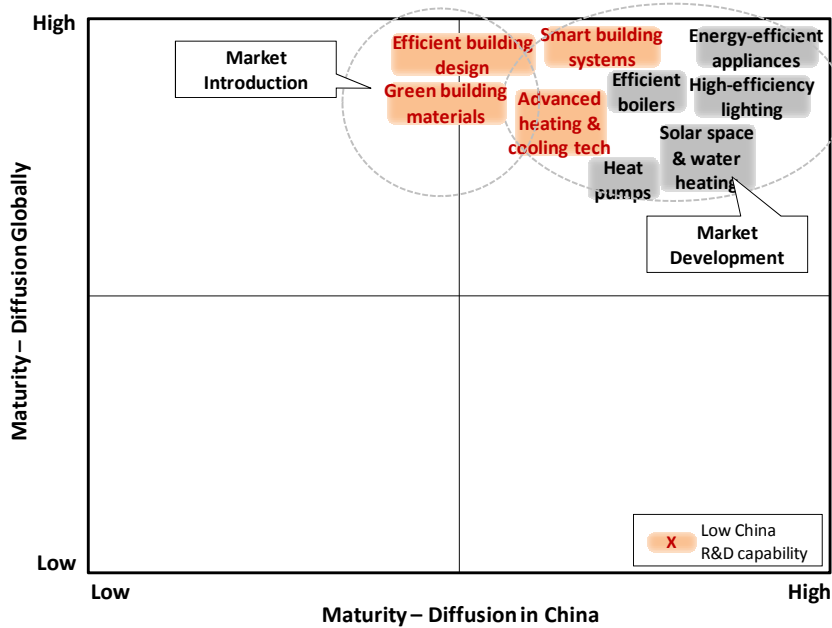 High
Market
Introduction
Efficient building
design
Green building
materials
Smart building
systems
Advanced
heating &
cooling tech
Efficient
boilers
Energy-efficient
appliances
High-efficiency
lighting
Solar space
& water
heating
Heat
pumps
Market
Development
Maturity – Diffusion Globally
X
Low China
R&D capability
Low
Low
High
Maturity – Diffusion in China